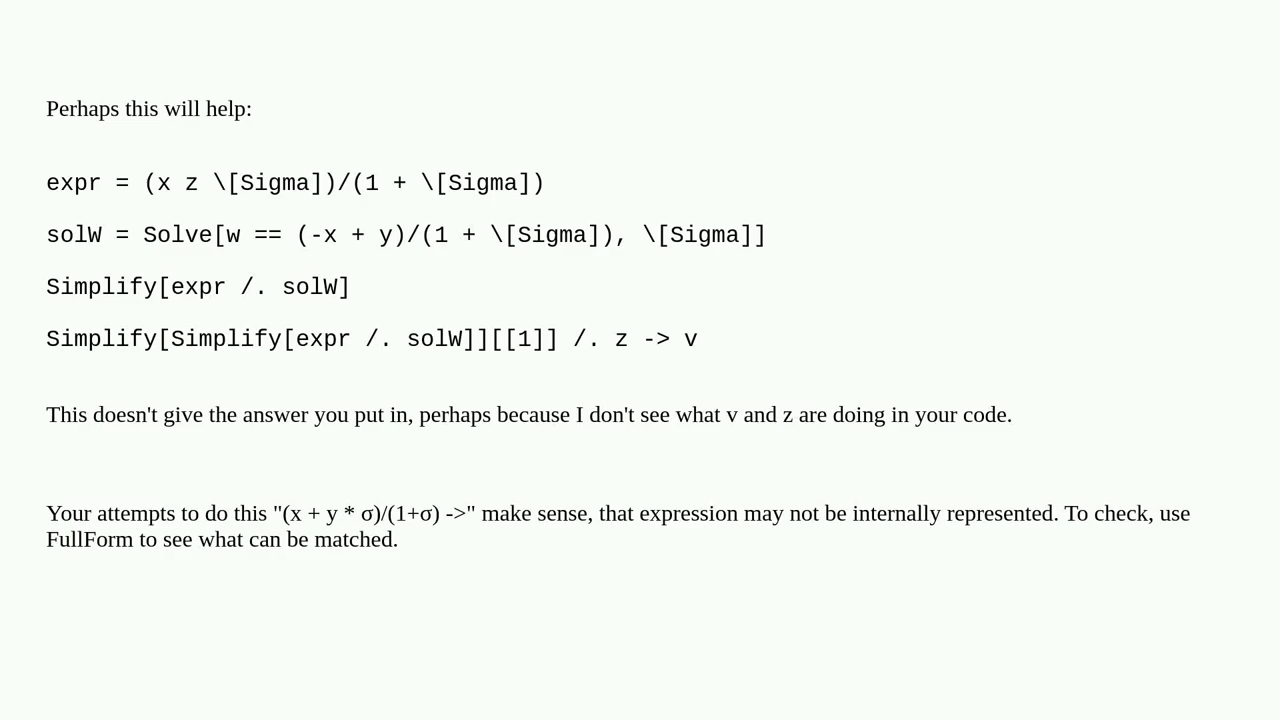 Perhaps this will help:
expr = (x z \[Sigma])/(1 + \[Sigma])
solW = Solve[w == (-x + y)/(1 + \[Sigma]), \[Sigma]]
Simplify[expr /. solW]
Simplify[Simplify[expr /. solW]][[1]] /. z -> v
This doesn't give the answer you put in, perhaps because I don't see what v and z are doing in your code.
Your attempts to do this "(x + y * σ)/(1+σ) ->" make sense, that expression may not be internally represented. To check, use
FullForm to see what can be matched.